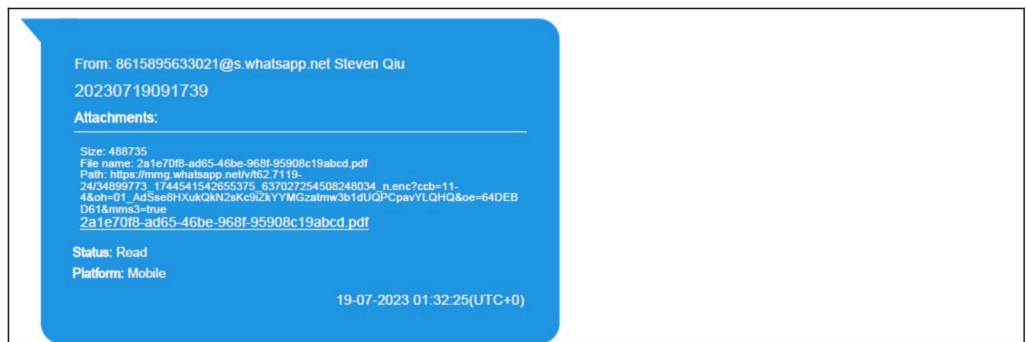 From: 8615895633021@s.whatsapp.net Steven Qiu
20230719091739
Attachments:
Size: 488735
File name: 2a1e70f8-ad65-46be-968f-95908c19abcd.pdf
Path: https://mmg.whatsapp.net/v/t62.7119-
24/34899773_1744541542655375_637027254508248034_n.enc?ccb=11-
4&oh=01_AdSse8HXukQkN2sKc9iZkYYMGzatmw3b1dUQPCpavYLQHQ&oe=64DEB
D61&mms3=true
2a1e70f8-ad65-46be-968f-95908c19abcd.pdf
Status: Read
Platform: Mobile
19-07-2023 01:32:25(UTC+0)